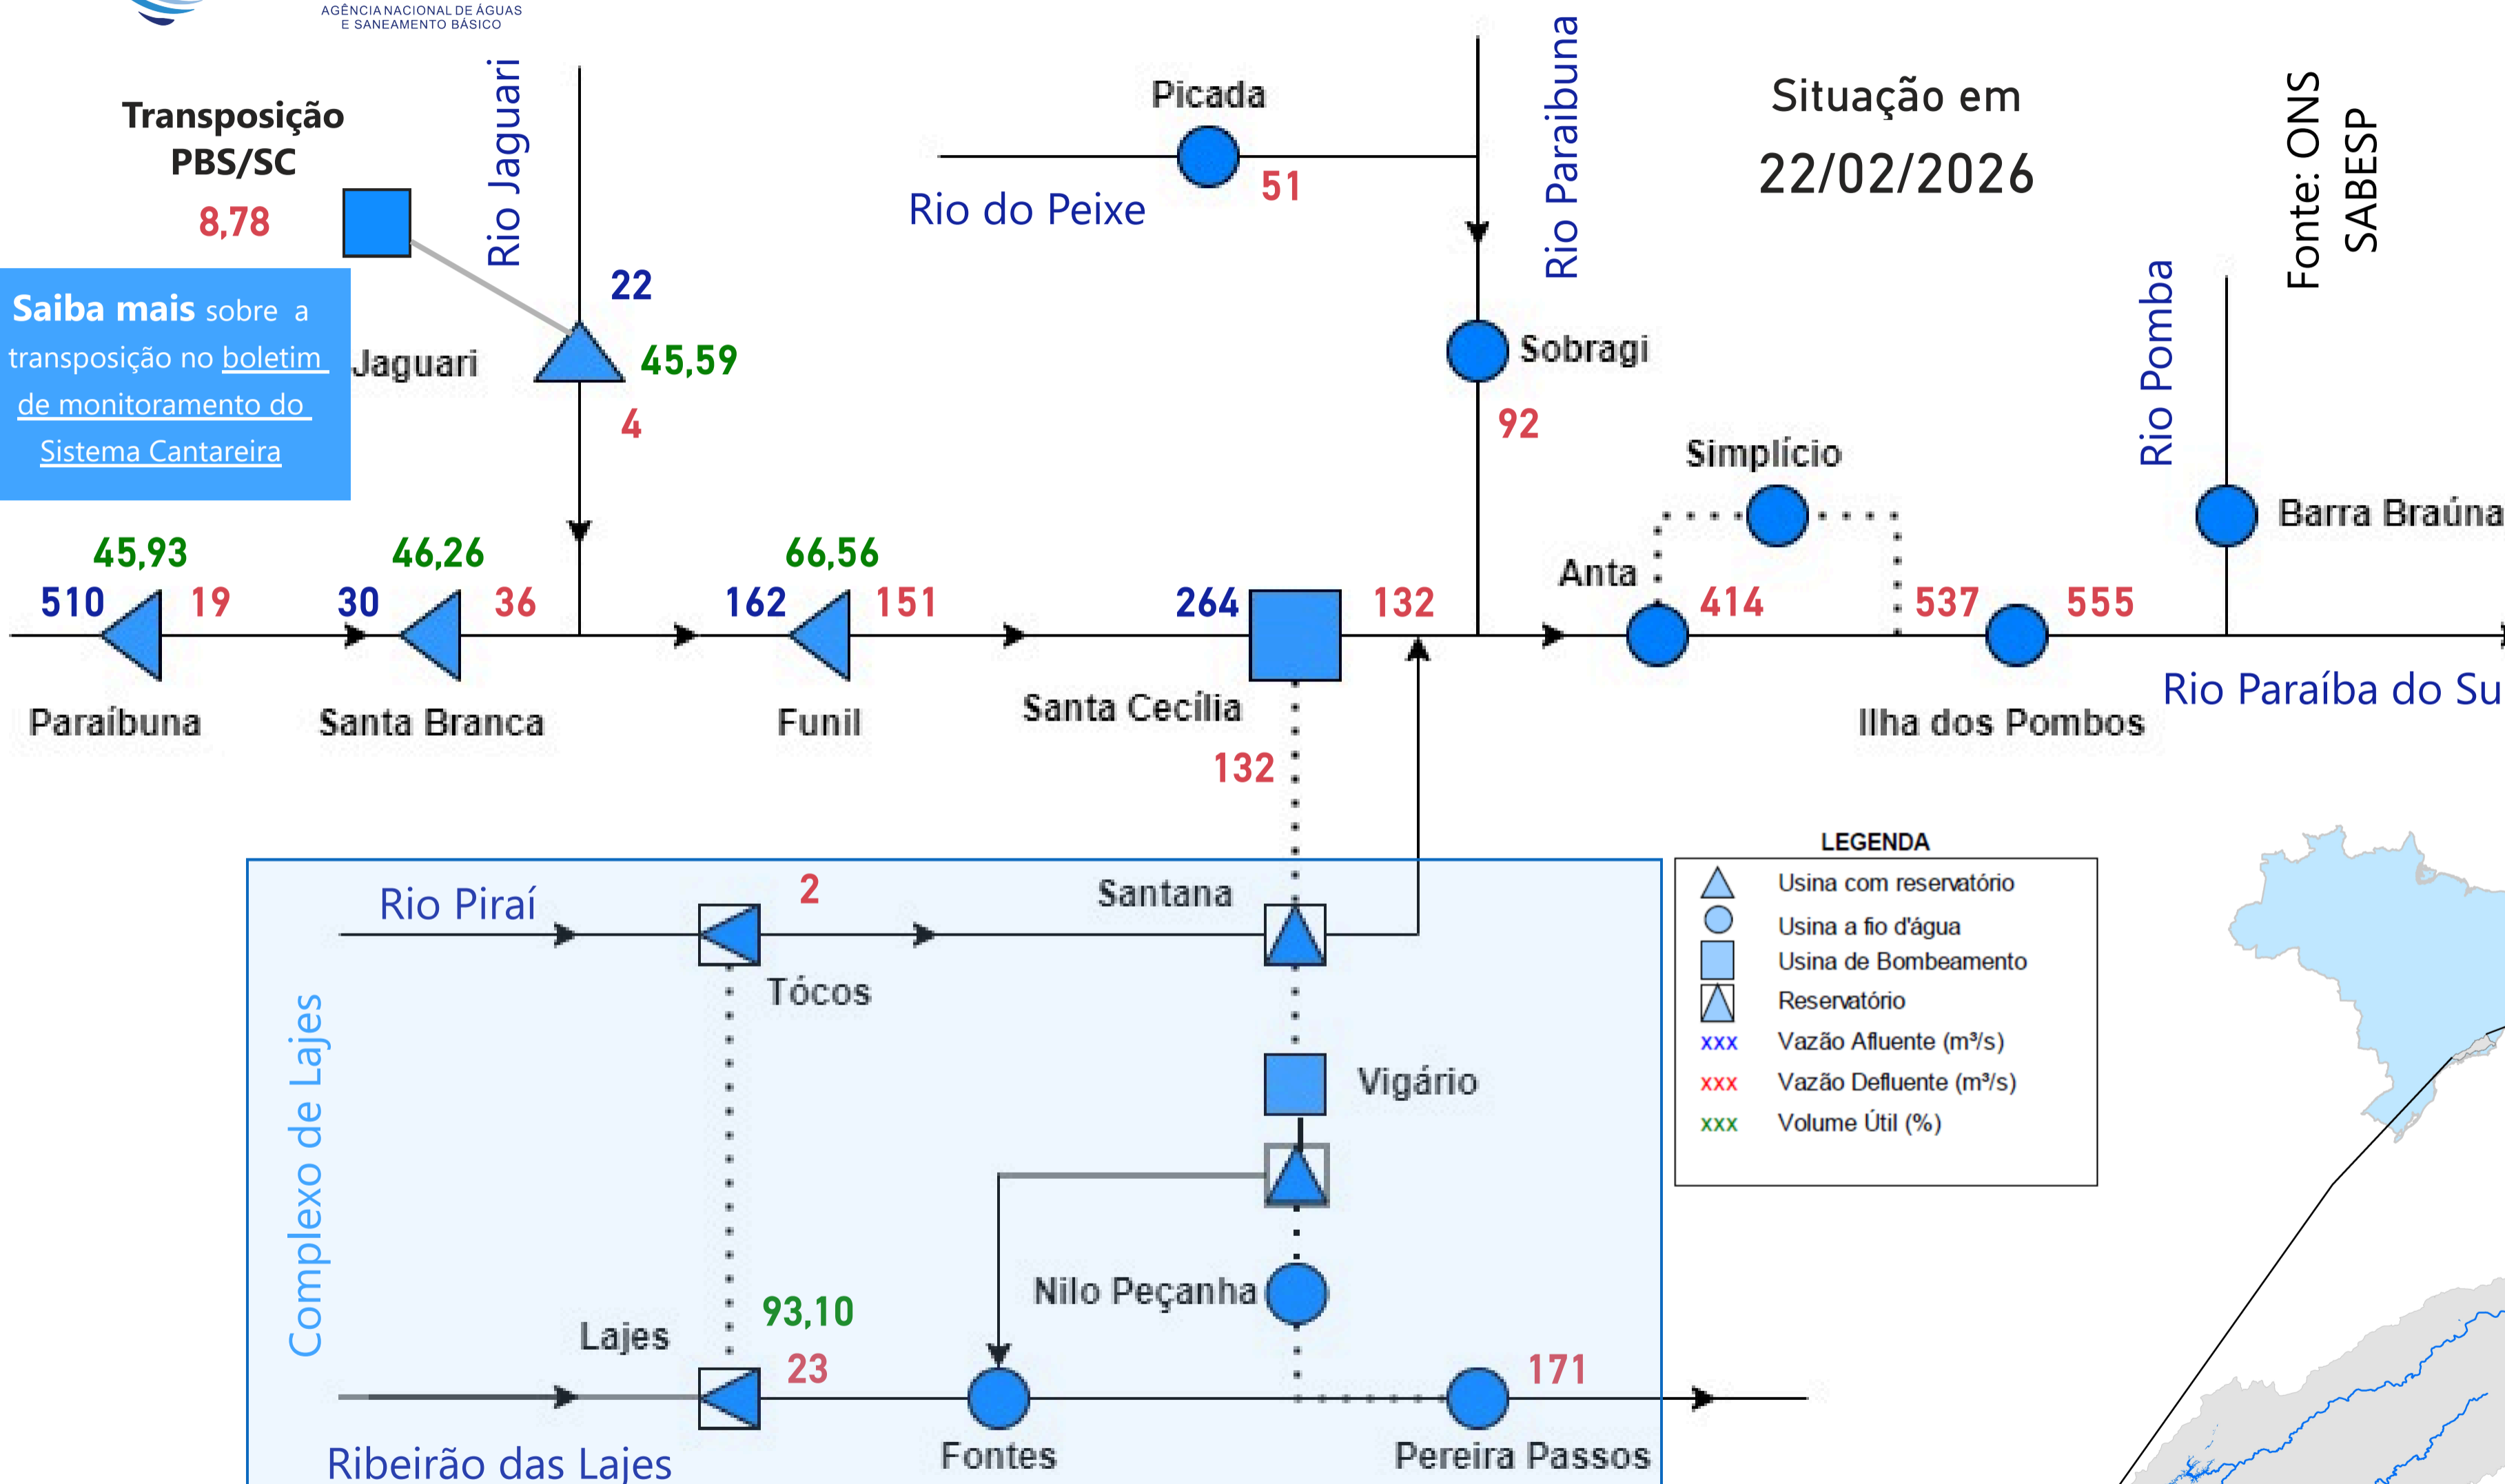 AGÊNCIA NACIONAL DE ÁGUAS
E SANEAMENTO BÁSICO
Transposição
PBS/SC
8,78
Saiba mais sobre a
transposição no boletim
de monitoramento do
Sistema Cantareira
Rio Jaguari
22
Jaguari
45,59
4
Picada
51
Rio do Peixe
Rio Paraibuna
Sobragi
92
Situação em
22/02/2026
Fonte: ONS
SABESP
Rio Pomba
Barra Braúna
Simplício
Anta
414
537
555
Ilha dos Pombos
Rio Paraíba do Su
45,93
510
19
Paraíbuna
46,26
30
36
Santa Branca
66,56
162
151
Funil
264
132
Santa Cecília
132
Complexo de Lajes
Rio Piraí
2
Tócos
Santana
Vigário
Nilo Peçanha
93,10
Lajes
23
Ribeirão das Lajes
Fontes
171
Pereira Passos
LEGENDA
Usina com reservatório
Usina a fio d'água
Usina de Bombeamento
Reservatório
xxx Vazão Afluente (m³/s)
xxx Vazão Defluente (m³/s)
xxx Volume Útil (%)